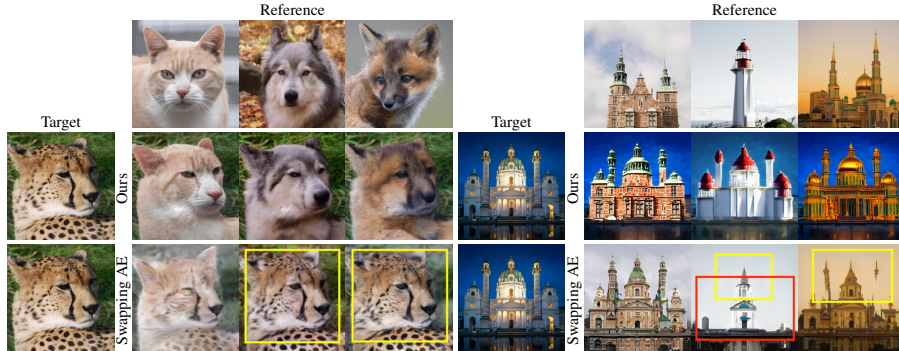 Reference
Reference
Target
Target
Ours
Ours
Swapping AE
Swapping AE